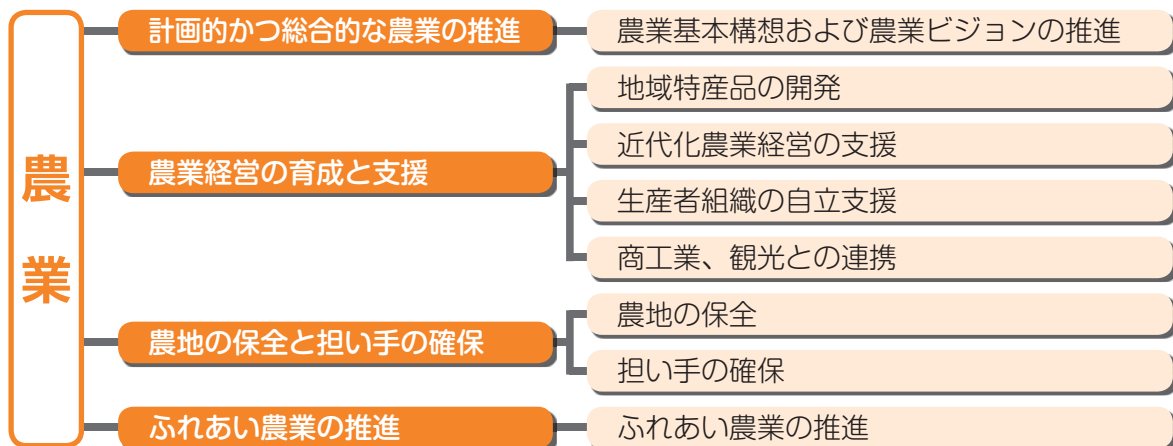 農業
計画的かつ総合的な農業の推進
農業基本構想および農業ビジョンの推進
農業経営の育成と支援
地域特産品の開発
近代化農業経営の支援
生産者組織の自立支援
商工業、観光との連携
農地の保全と担い手の確保
農地の保全
担い手の確保
ふれあい農業の推進
ふれあい農業の推進